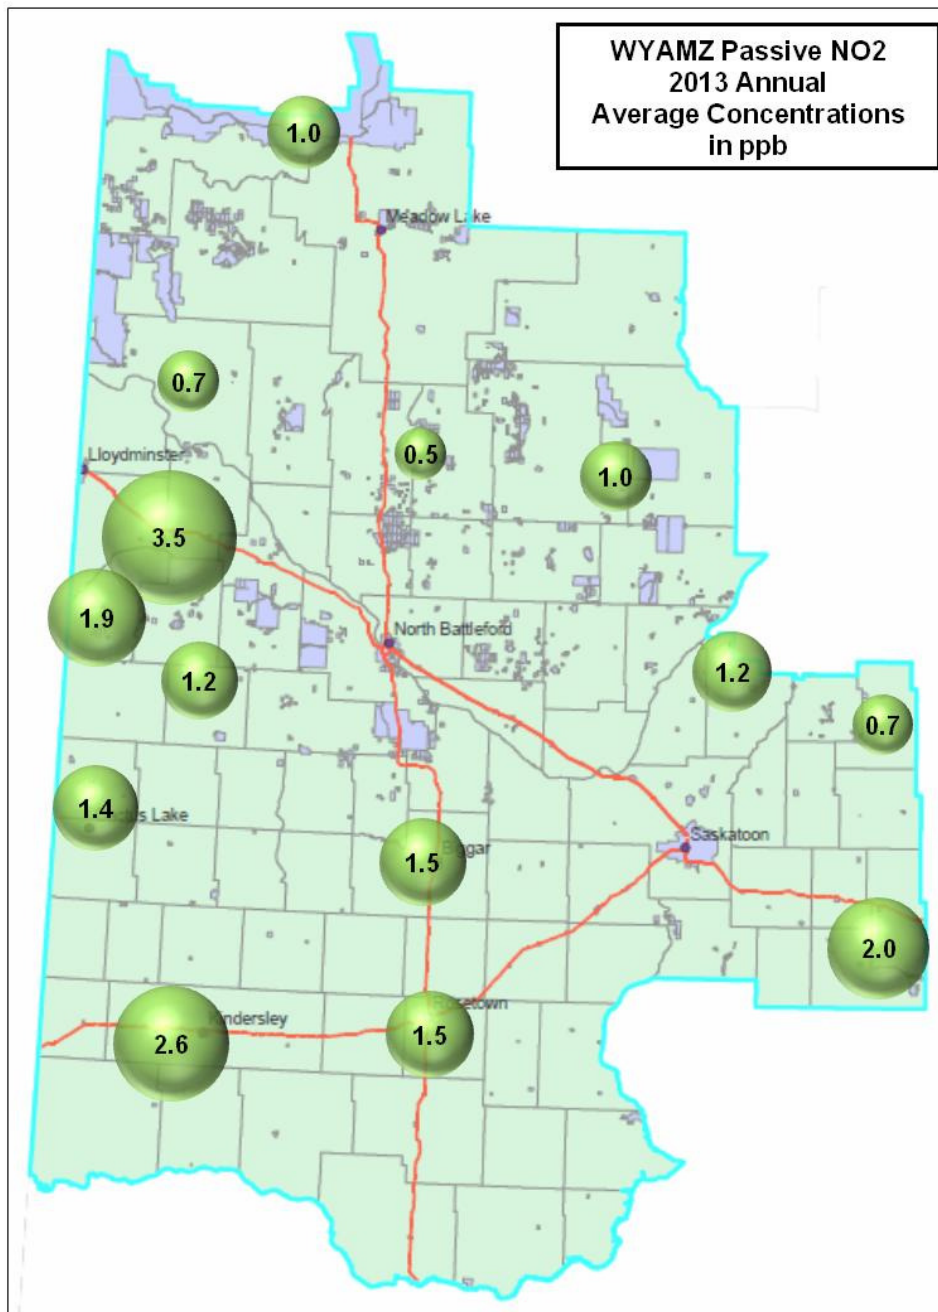 WYAMZ Passive NO2
2013 Annual
Average Concentrations
in ppb
1.0
Meadow Lake
0.7
Lloydminster
0.5
1.0
3.5
1.9
North Battleford
1.2
1.2
0.7
1.4
Lake
Saskatoon
1.5
Biggar
2.0
Kindersley
2.6
1.5